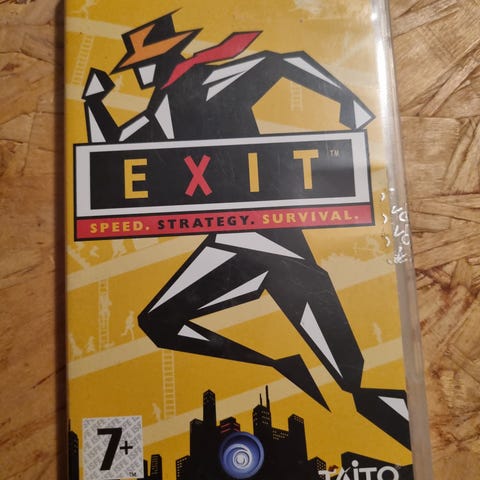 EXIT™
SPEED. STRATEGY. SURVIVAL.
7+
TAITO